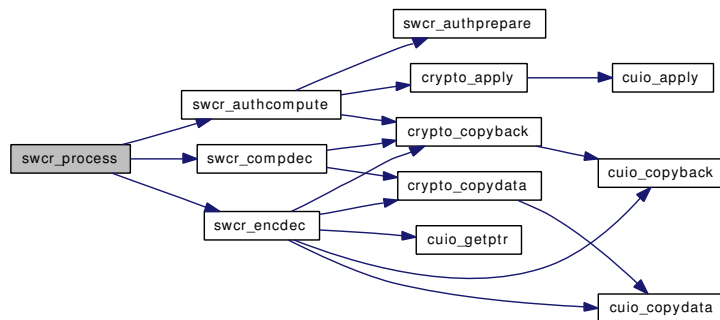 swcr_authprepare
crypto_apply
cuio_apply
swcr_authcompute
crypto_copyback
swcr_process
swcr_compdec
cuio_copyback
crypto_copydata
swcr_encdec
cuio_getptr
cuio_copydata